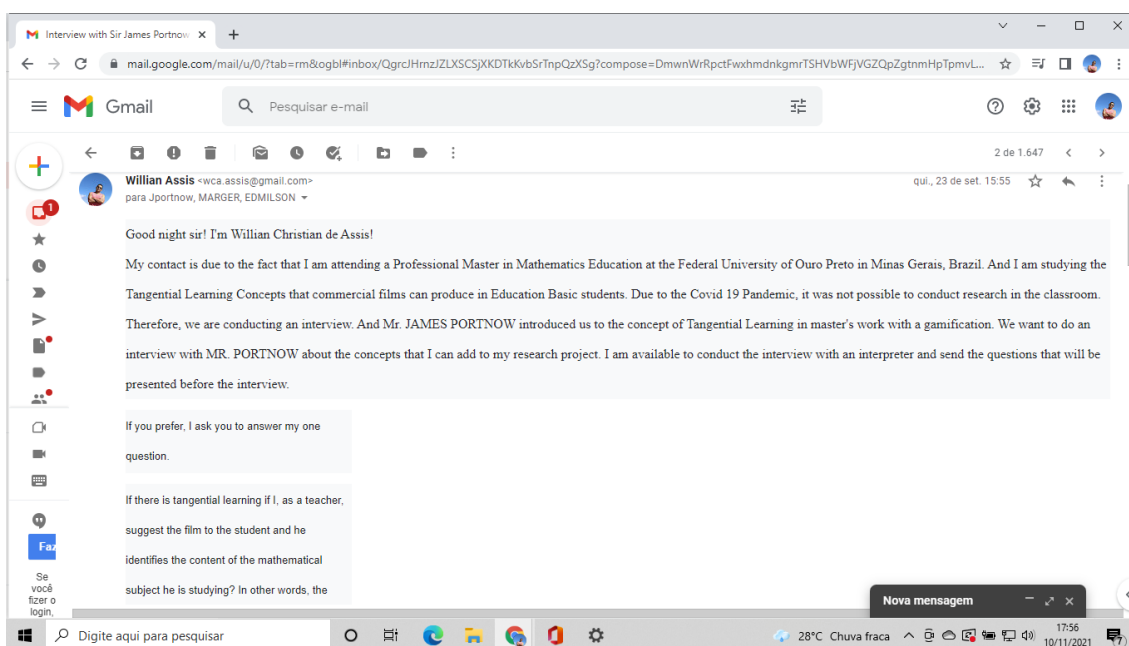 Interview with Sir James Portnow
mail.google.com/mail/u/0/?tab=rm&ogbl#inbox/QgrcJHrnzJZLXSCSjXKDTkKvbSrTnpQzXSg?compose=DmwnWrRpctFwxhmdnkgmrTSHVbWFjVGZQpZgtnmHpTpmvL...
Gmail
Pesquisar e-mail
2 de 1.647
Willian Assis <wca.assis@gmail.com>
qui., 23 de set. 15:55
para Jportnow, MARGER, EDMILSON
1
Good night sir! I'm Willian Christian de Assis!
My contact is due to the fact that I am attending a Professional Master in Mathematics Education at the Federal University of Ouro Preto in Minas Gerais, Brazil. And I am studying the
Tangential Learning Concepts that commercial films can produce in Education Basic students. Due to the Covid 19 Pandemic, it was not possible to conduct research in the classroom.
Therefore, we are conducting an interview. And Mr. JAMES PORTNOW introduced us to the concept of Tangential Learning in master's work with a gamification. We want to do an
interview with MR. PORTNOW about the concepts that I can add to my research project. I am available to conduct the interview with an interpreter and send the questions that will be
presented before the interview.
If you prefer, I ask you to answer my one
question.
If there is tangential learning if I, as a teacher,
suggest the film to the student and he
identifies the content of the mathematical
subject he is studying? In other words, the
Faz
Se
você
fizer o
login,
Nova mensagem
Digite aqui para pesquisar
28°C Chuva fraca
17:56
10/11/2021
7